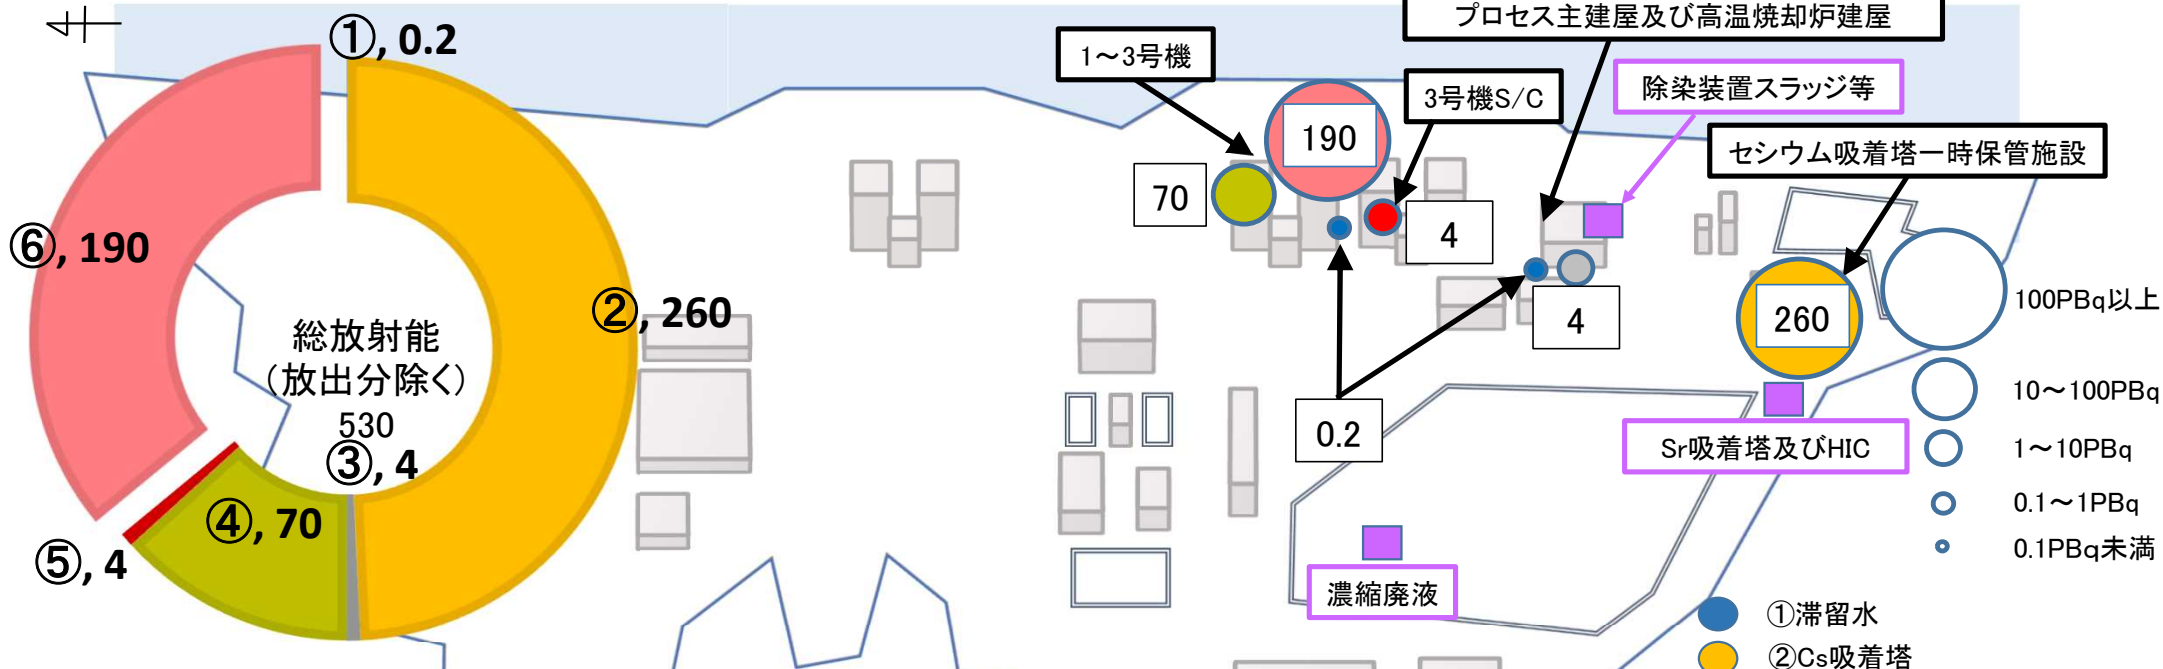 ①, 0.2
⑥, 190
②, 260
総放射能
（放出分除く）
530
③, 4
④, 70
⑤, 4
プロセス主建屋及び高温焼却炉建屋
1～3号機
3号機S/C
除染装置スラッジ等
セシウム吸着塔一時保管施設
190
70
4
4
260
0.2
Sr吸着塔及びHIC
濃縮廃液
100PBq以上
10～100PBq
1～10PBq
0.1～1PBq
0.1PBq未満
①滞留水
②Cs吸着塔